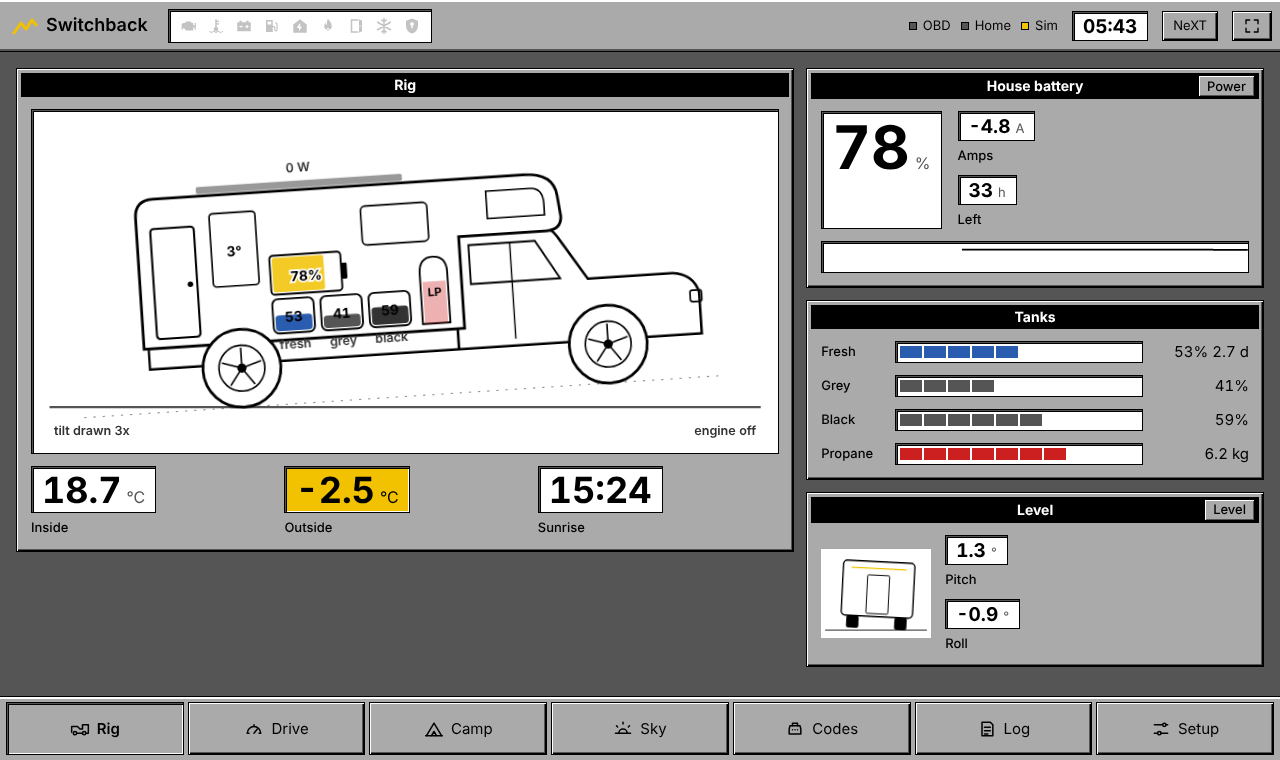 Switchback
OBD Home Sim 05:43 NeXT
Rig
0 W
3°
78%
53 41 59 LP
fresh grey black
tilt drawn 3x engine off
18.7 °C
Inside
-2.5 °C
Outside
15:24
Sunrise
House battery Power
78 %
-4.8 A
Amps
33 h
Left
Tanks
Fresh 53% 2.7 d
Grey 41%
Black 59%
Propane 6.2 kg
Level Level
1.3 °
Pitch
-0.9 °
Roll
Rig Drive Camp Sky Codes Log Setup